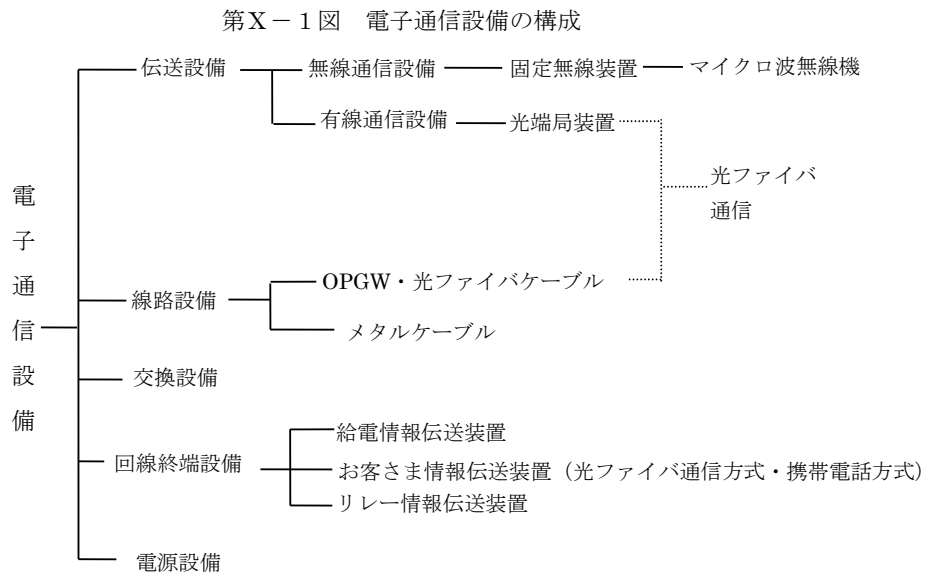 第X－1図　電子通信設備の構成
電子通信設備
伝送設備
無線通信設備
固定無線装置
マイクロ波無線機
有線通信設備
光端局装置
光ファイバ
通信
線路設備
OPGW・光ファイバケーブル
メタルケーブル
交換設備
回線終端設備
給電情報伝送装置
お客さま情報伝送装置（光ファイバ通信方式・携帯電話方式）
リレー情報伝送装置
電源設備